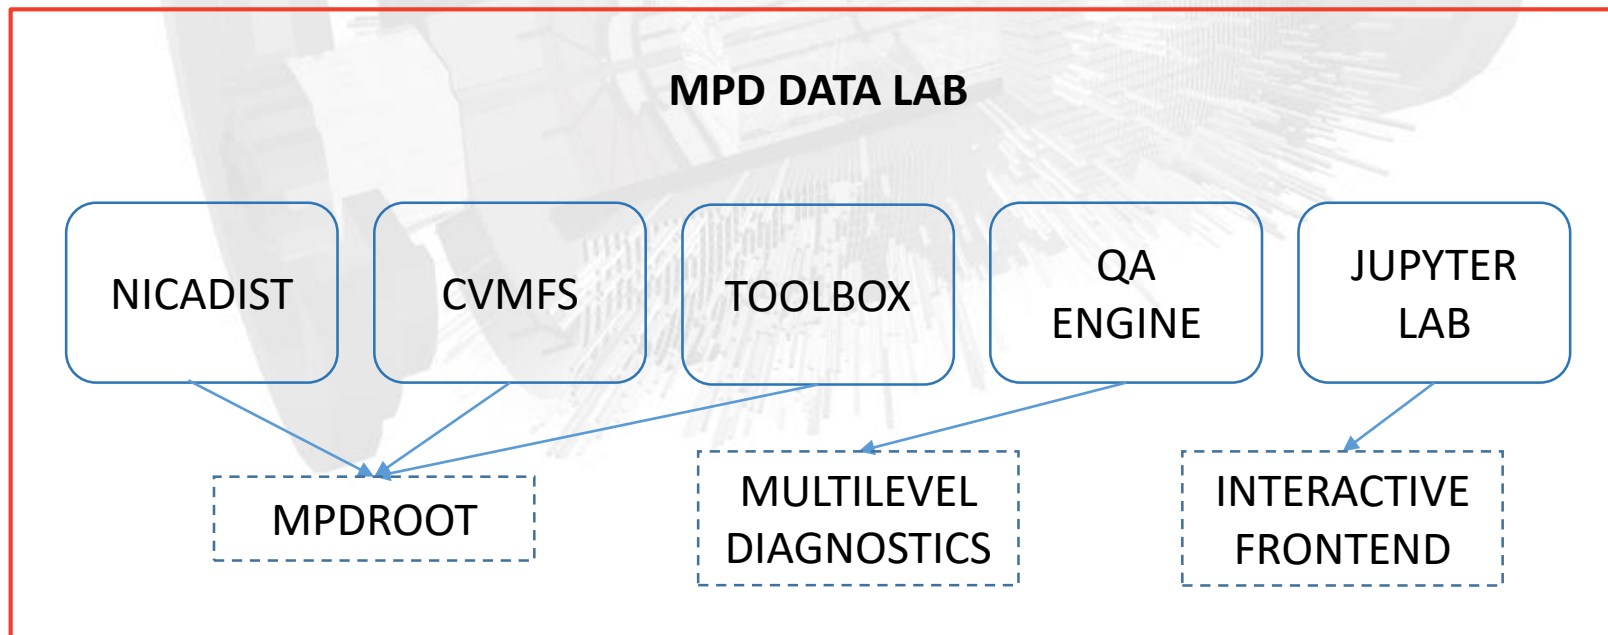 MPD DATA LAB
NICADIST
CVMFS
TOOLBOX
QA
ENGINE
JUPYTER
LAB
MPDROOT
MULTILEVEL
DIAGNOSTICS
INTERACTIVE
FRONTEND